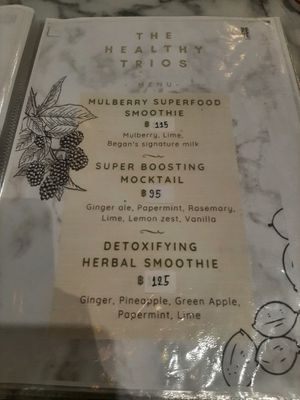 THE
HEALTHY
TRIOS
- MENU -
MULBERRY SUPERFOOD
SMOOTHIE
฿ 115
Mulberry, Lime,
Began's signature milk
SUPER BOOSTING
MOCKTAIL
฿ 95
Ginger ale, Papermint, Rosemary,
Lime, Lemon zest, Vanilla
DETOXIFYING
HERBAL SMOOTHIE
฿ 125
Ginger, Pineapple, Green Apple,
Papermint, Lime